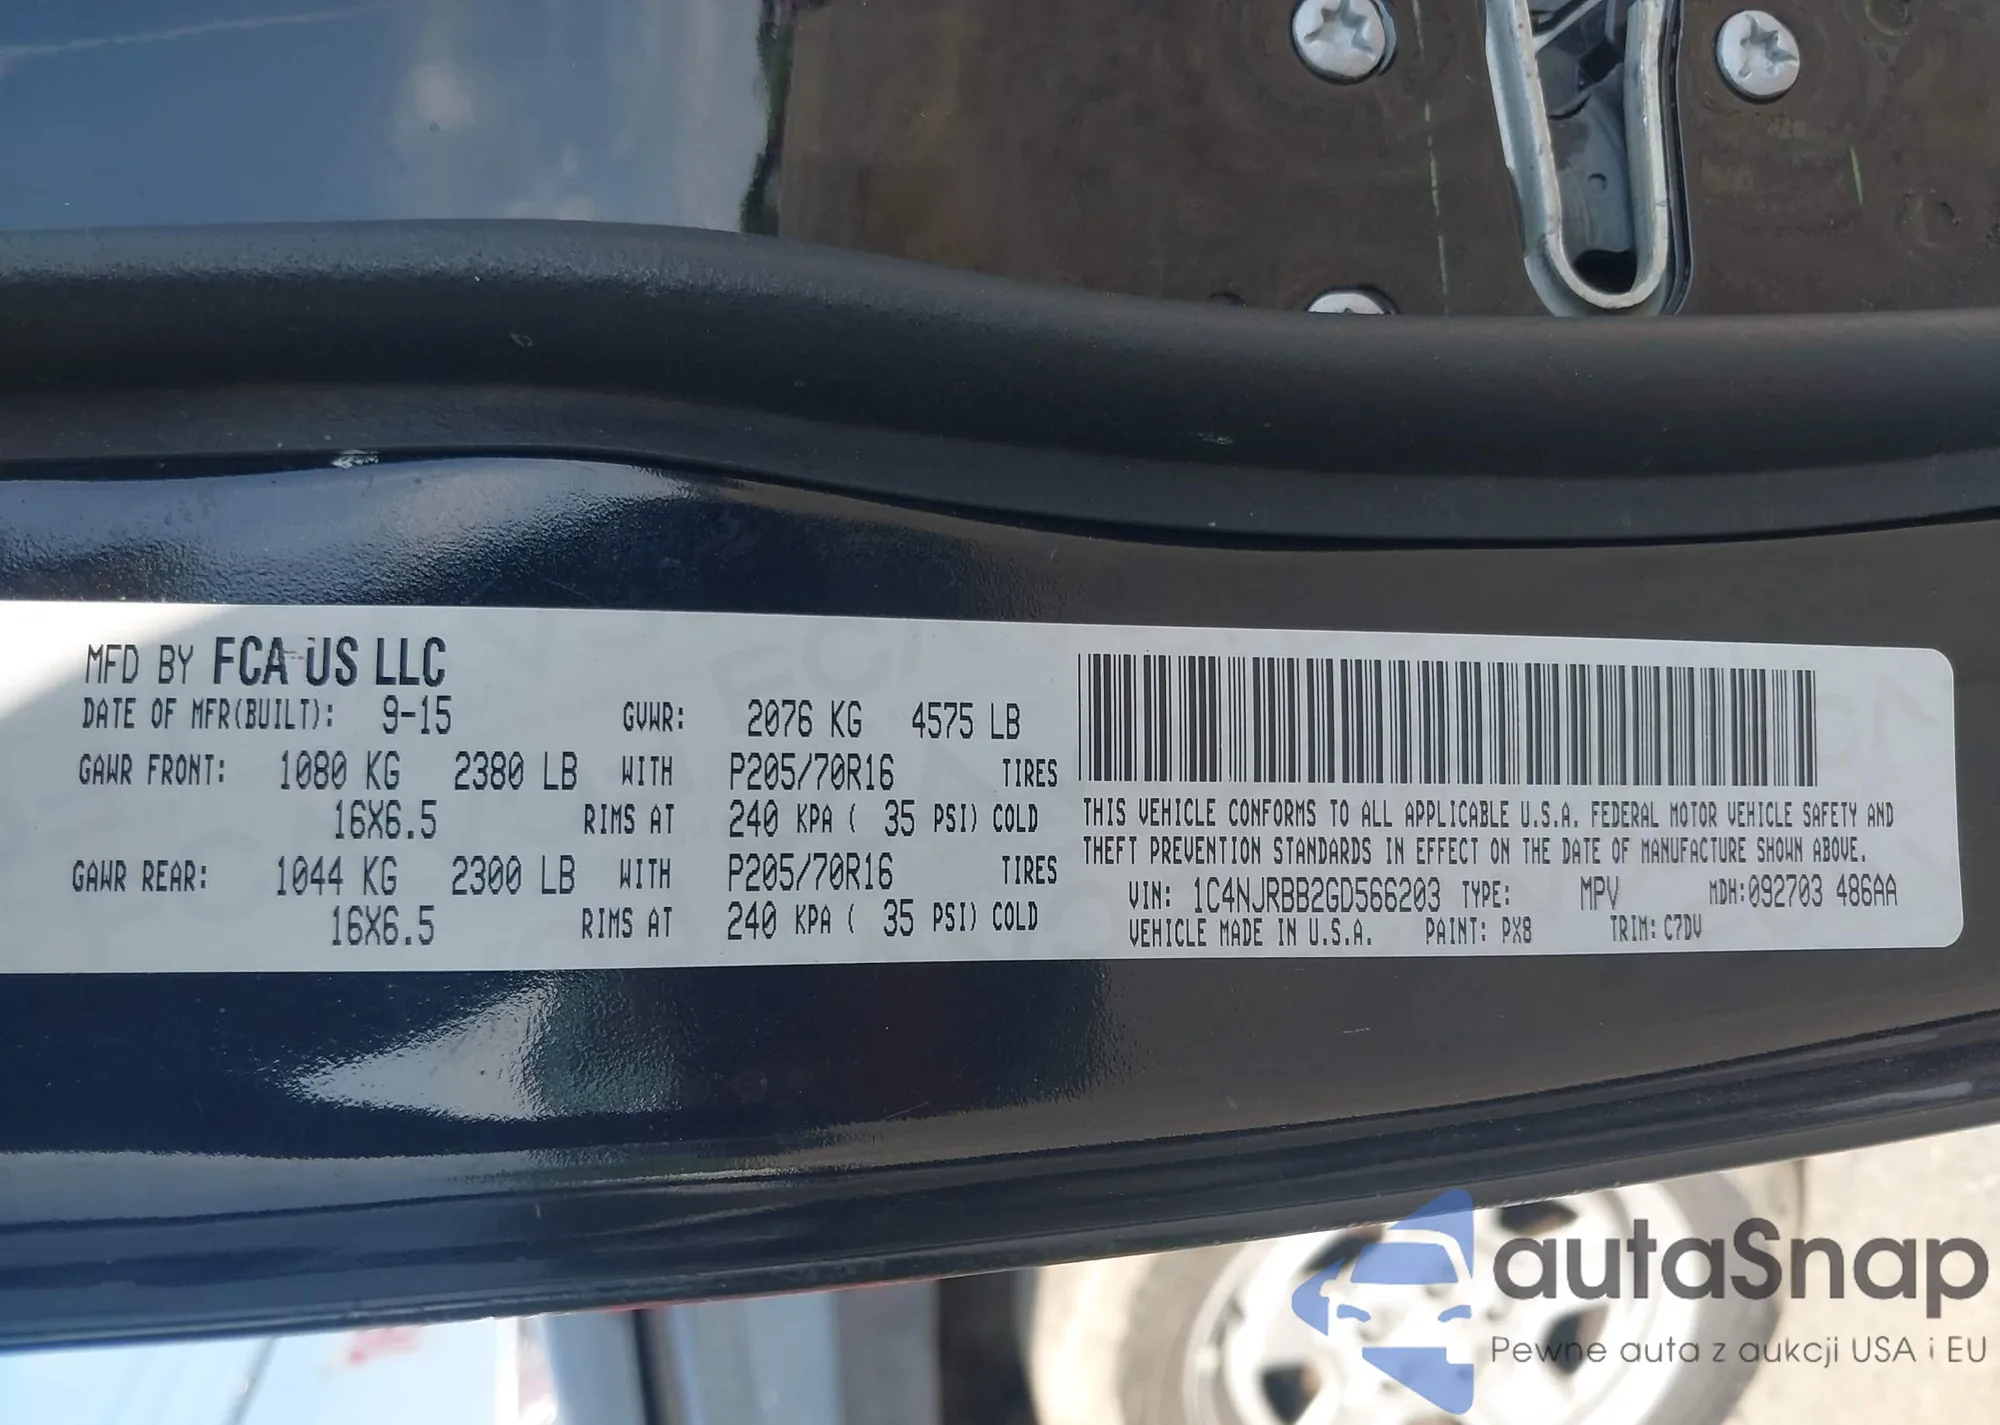 MFD BY FCA US LLC
DATE OF MFR(BUILT): 9-15 GVWR: 2076 KG 4575 LB
GAWR FRONT: 1080 KG 2380 LB WITH P205/70R16 TIRES
16X6.5 RIMS AT 240 KPA ( 35 PSI) COLD
GAWR REAR: 1044 KG 2300 LB WITH P205/70R16 TIRES
16X6.5 RIMS AT 240 KPA ( 35 PSI) COLD
THIS VEHICLE CONFORMS TO ALL APPLICABLE U.S.A. FEDERAL MOTOR VEHICLE SAFETY AND
THEFT PREVENTION STANDARDS IN EFFECT ON THE DATE OF MANUFACTURE SHOWN ABOVE.
VIN: 1C4NJRBB2GD566203 TYPE: MPV MDH:092703 486AA
VEHICLE MADE IN U.S.A. PAINT: PX8 TRIM: C7DV
autaSnap
Pewne auta z aukcji USA i EU